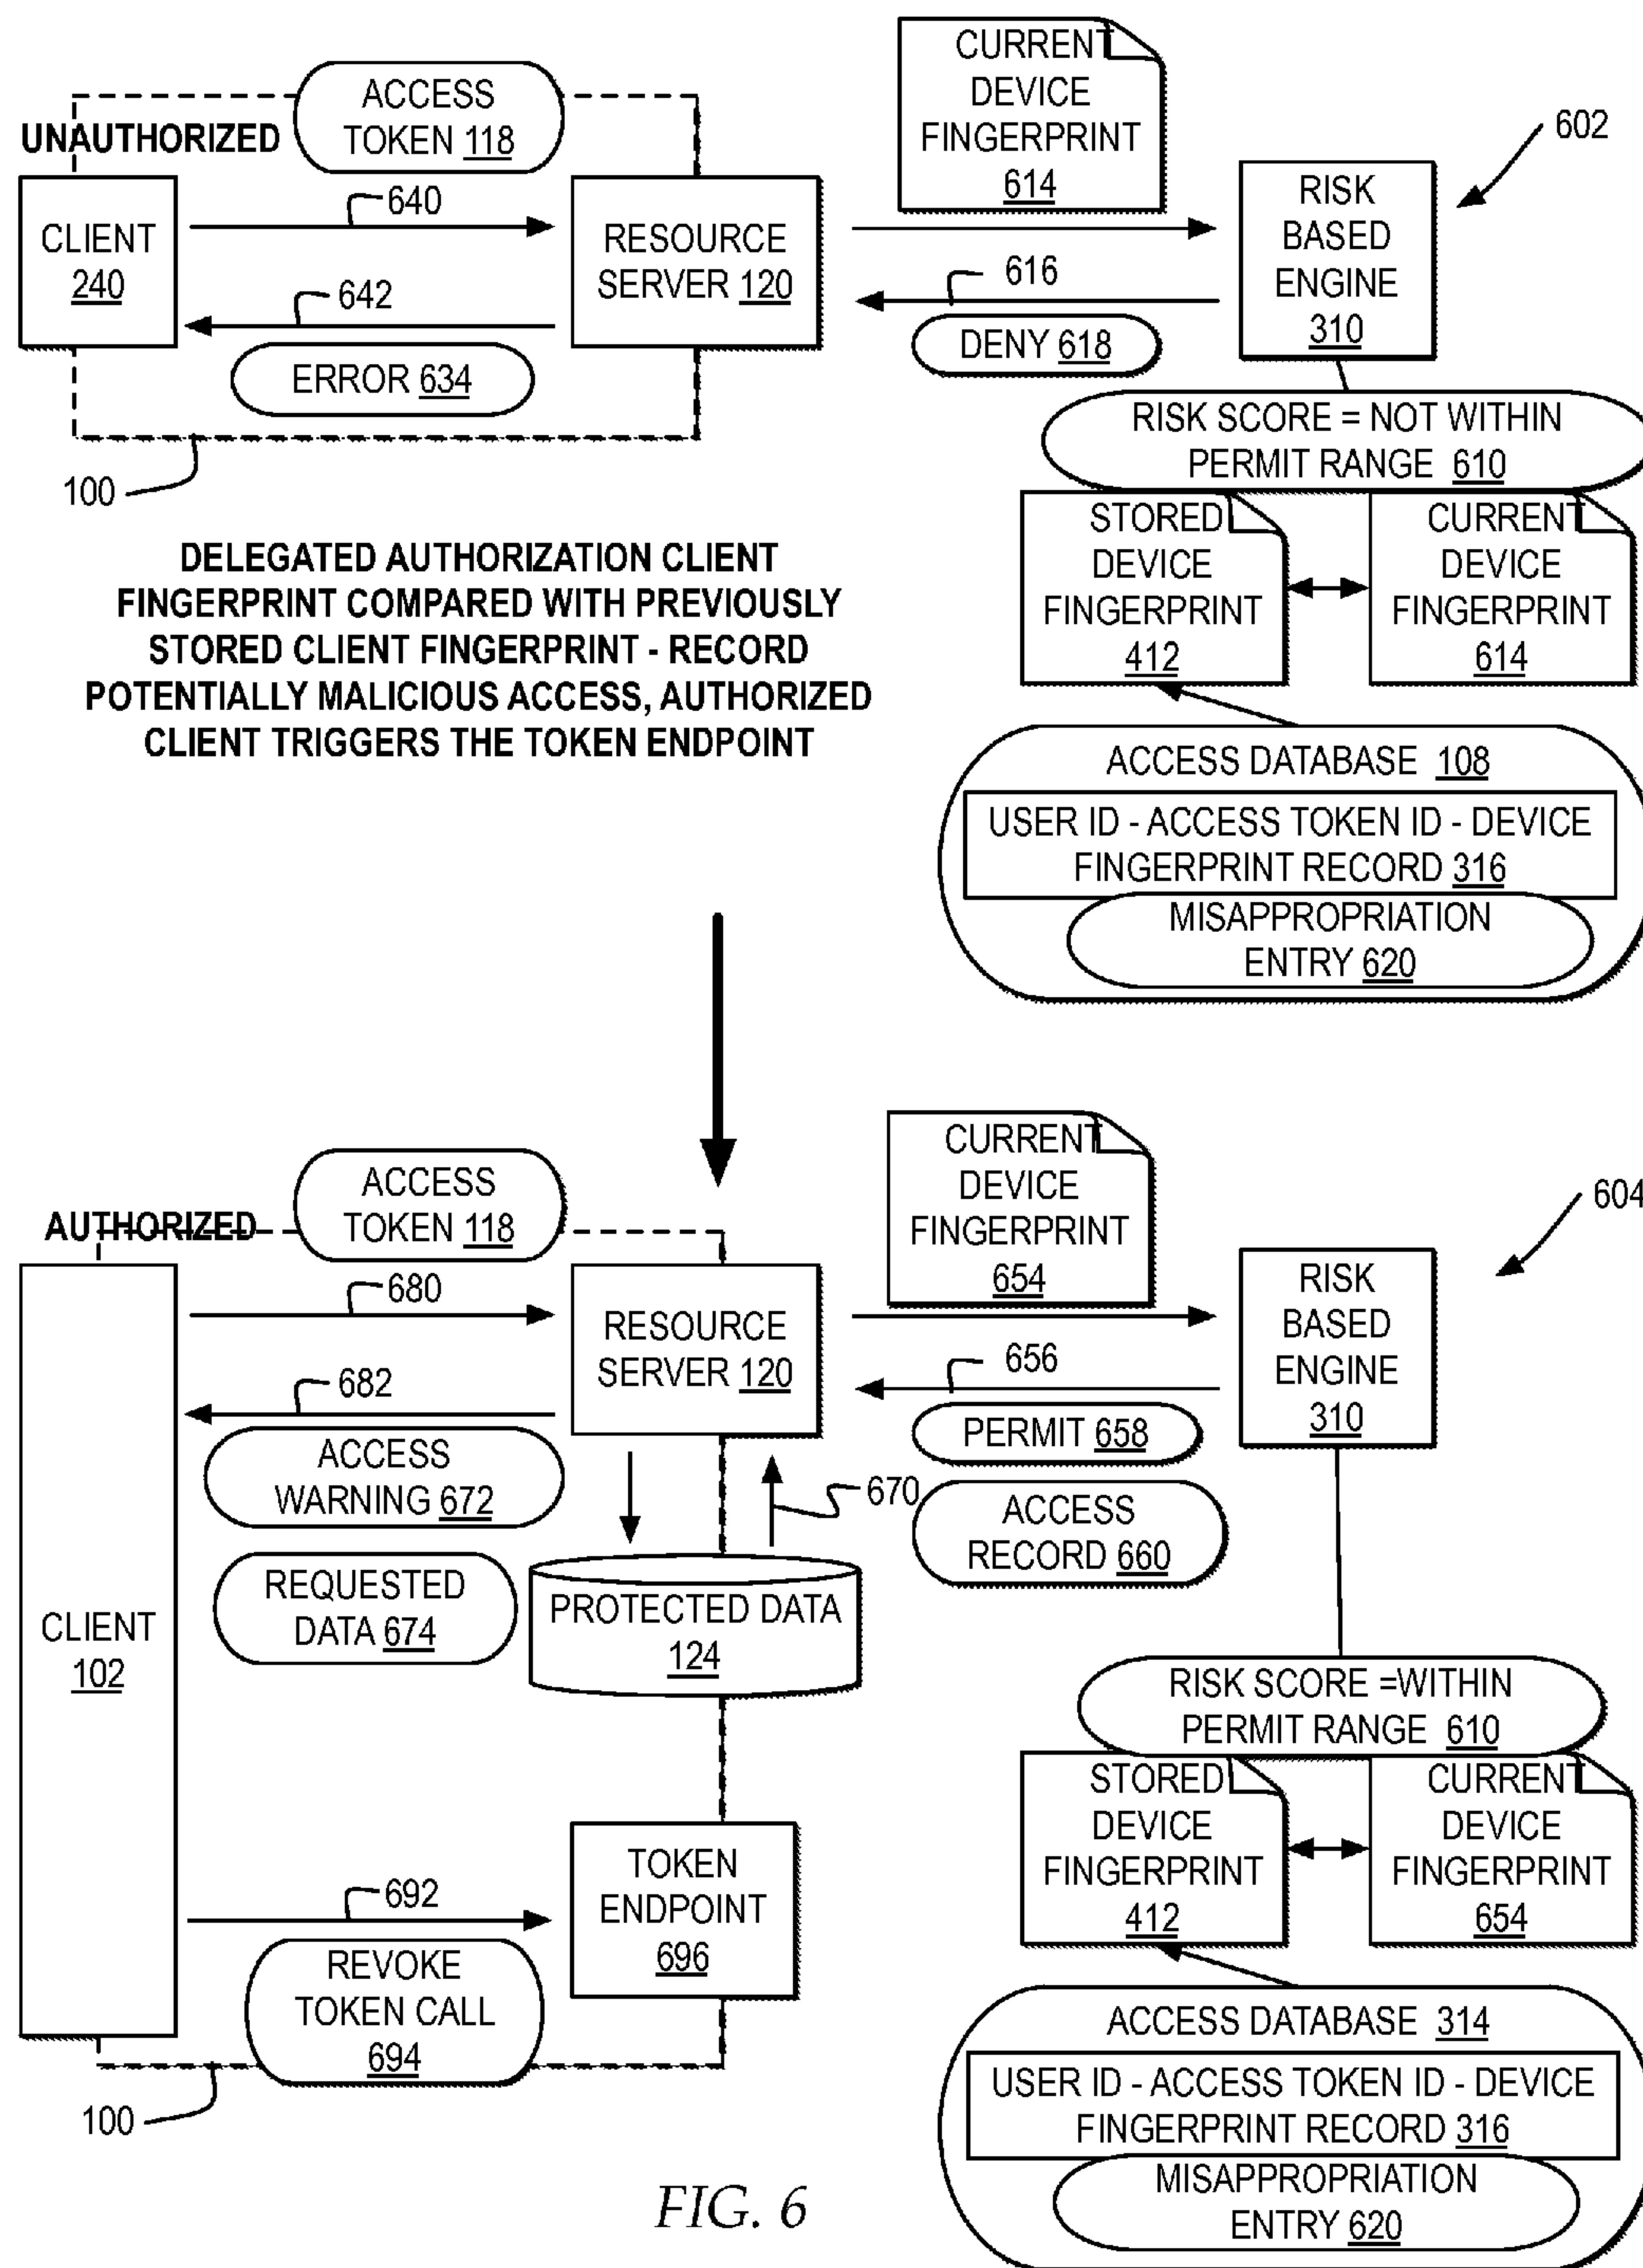 CURRENT
DEVICE
FINGERPRINT
614
ACCESS
TOKEN 118
UNAUTHORIZED
602
640
CLIENT
240
RESOURCE
SERVER 120
RISK
BASED
ENGINE
310
616
642
DENY 618
ERROR 634
100
RISK SCORE = NOT WITHIN
PERMIT RANGE 610
STORED
DEVICE
FINGERPRINT
412
CURRENT
DEVICE
FINGERPRINT
614
DELEGATED AUTHORIZATION CLIENT
FINGERPRINT COMPARED WITH PREVIOUSLY
STORED CLIENT FINGERPRINT - RECORD
POTENTIALLY MALICIOUS ACCESS, AUTHORIZED
CLIENT TRIGGERS THE TOKEN ENDPOINT
ACCESS DATABASE 108
USER ID - ACCESS TOKEN ID - DEVICE
FINGERPRINT RECORD 316
MISAPPROPRIATION
ENTRY 620
CURRENT
DEVICE
FINGERPRINT
654
ACCESS
TOKEN 118
AUTHORIZED
604
680
RESOURCE
SERVER 120
RISK
BASED
ENGINE
310
656
682
PERMIT 658
ACCESS
WARNING 672
670
ACCESS
RECORD 660
REQUESTED
DATA 674
PROTECTED DATA
124
CLIENT
102
RISK SCORE =WITHIN
PERMIT RANGE 610
STORED
DEVICE
FINGERPRINT
412
CURRENT
DEVICE
FINGERPRINT
654
692
TOKEN
ENDPOINT
696
REVOKE
TOKEN CALL
694
100
ACCESS DATABASE 314
USER ID - ACCESS TOKEN ID - DEVICE
FINGERPRINT RECORD 316
MISAPPROPRIATION
ENTRY 620
FIG. 6